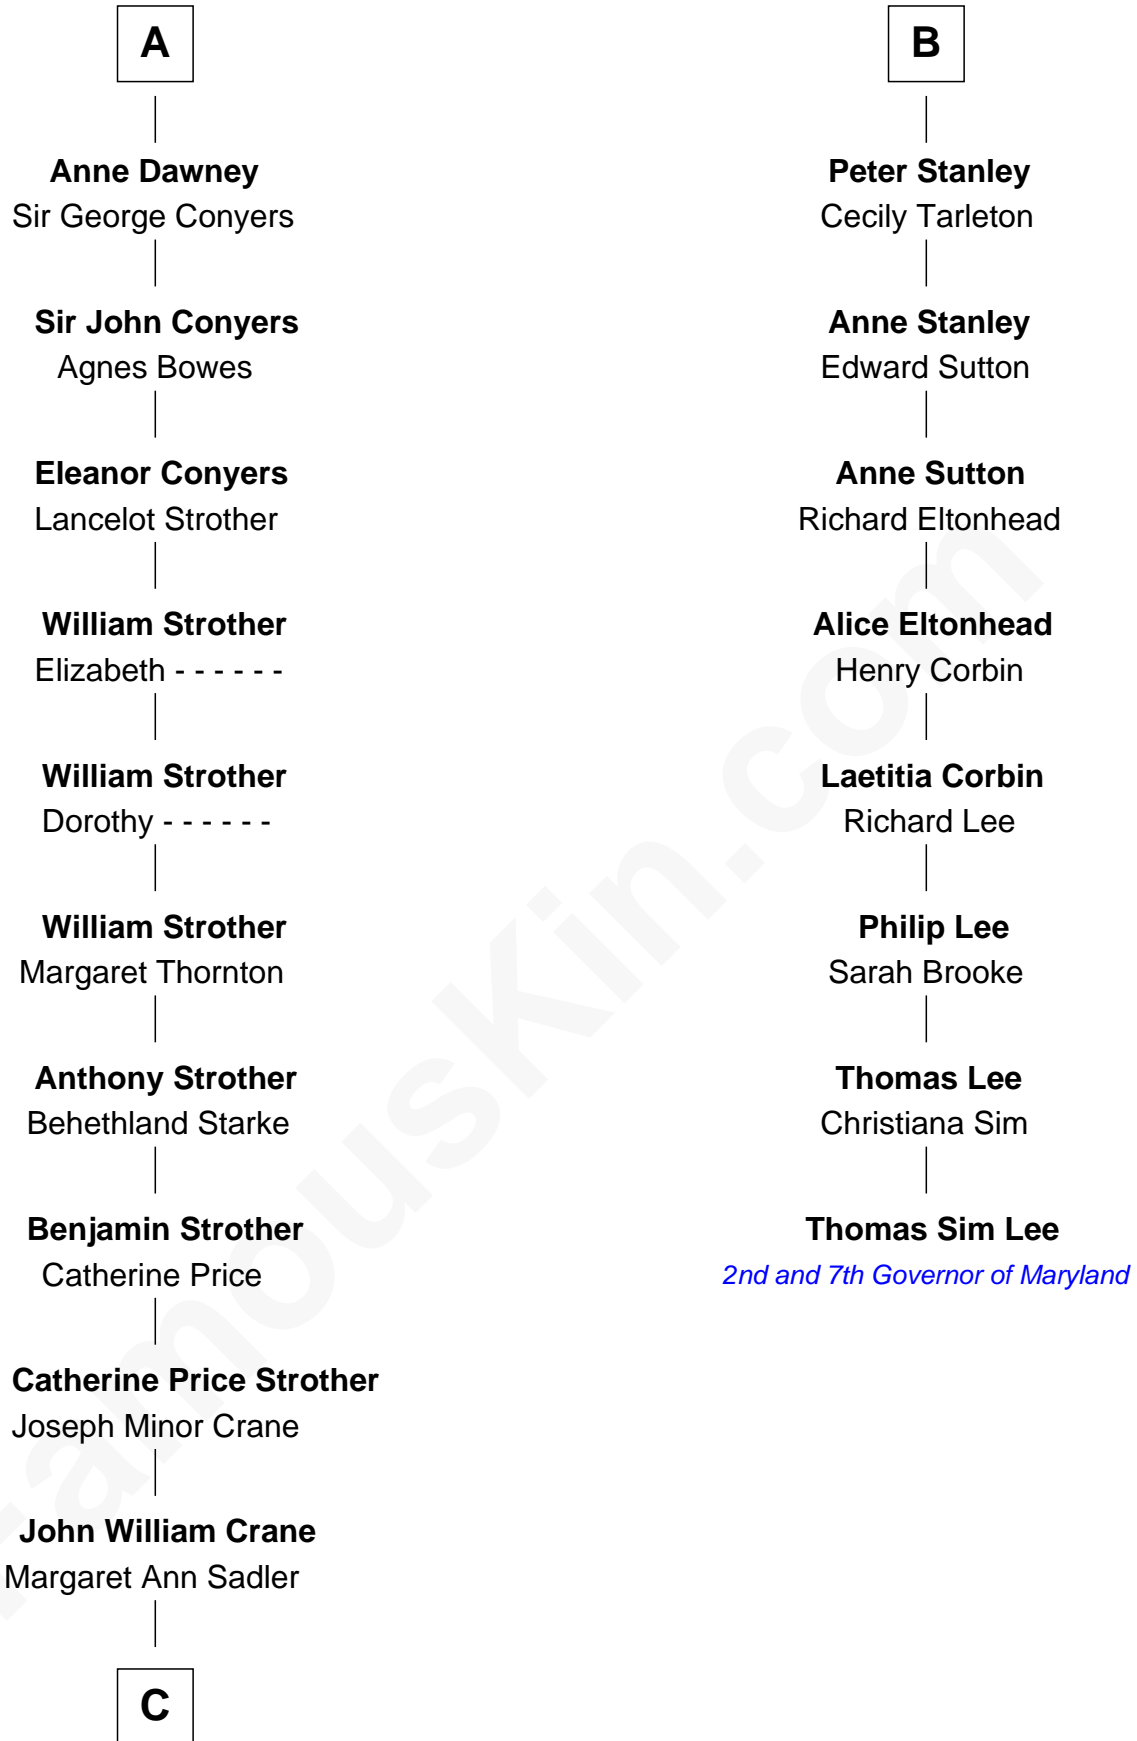 A
Anne Dawney
Sir George Conyers
Sir John Conyers
Agnes Bowes
Eleanor Conyers
Lancelot Strother
William Strother
Elizabeth - - - - - -
William Strother
Dorothy - - - - - -
William Strother
Margaret Thornton
Anthony Strother
Behethland Starke
Benjamin Strother
Catherine Price
Catherine Price Strother
Joseph Minor Crane
John William Crane
Margaret Ann Sadler
C
B
Peter Stanley
Cecily Tarleton
Anne Stanley
Edward Sutton
Anne Sutton
Richard Eltonhead
Alice Eltonhead
Henry Corbin
Laetitia Corbin
Richard Lee
Philip Lee
Sarah Brooke
Thomas Lee
Christiana Sim
Thomas Sim Lee
2nd and 7th Governor of Maryland
FamousKin.com